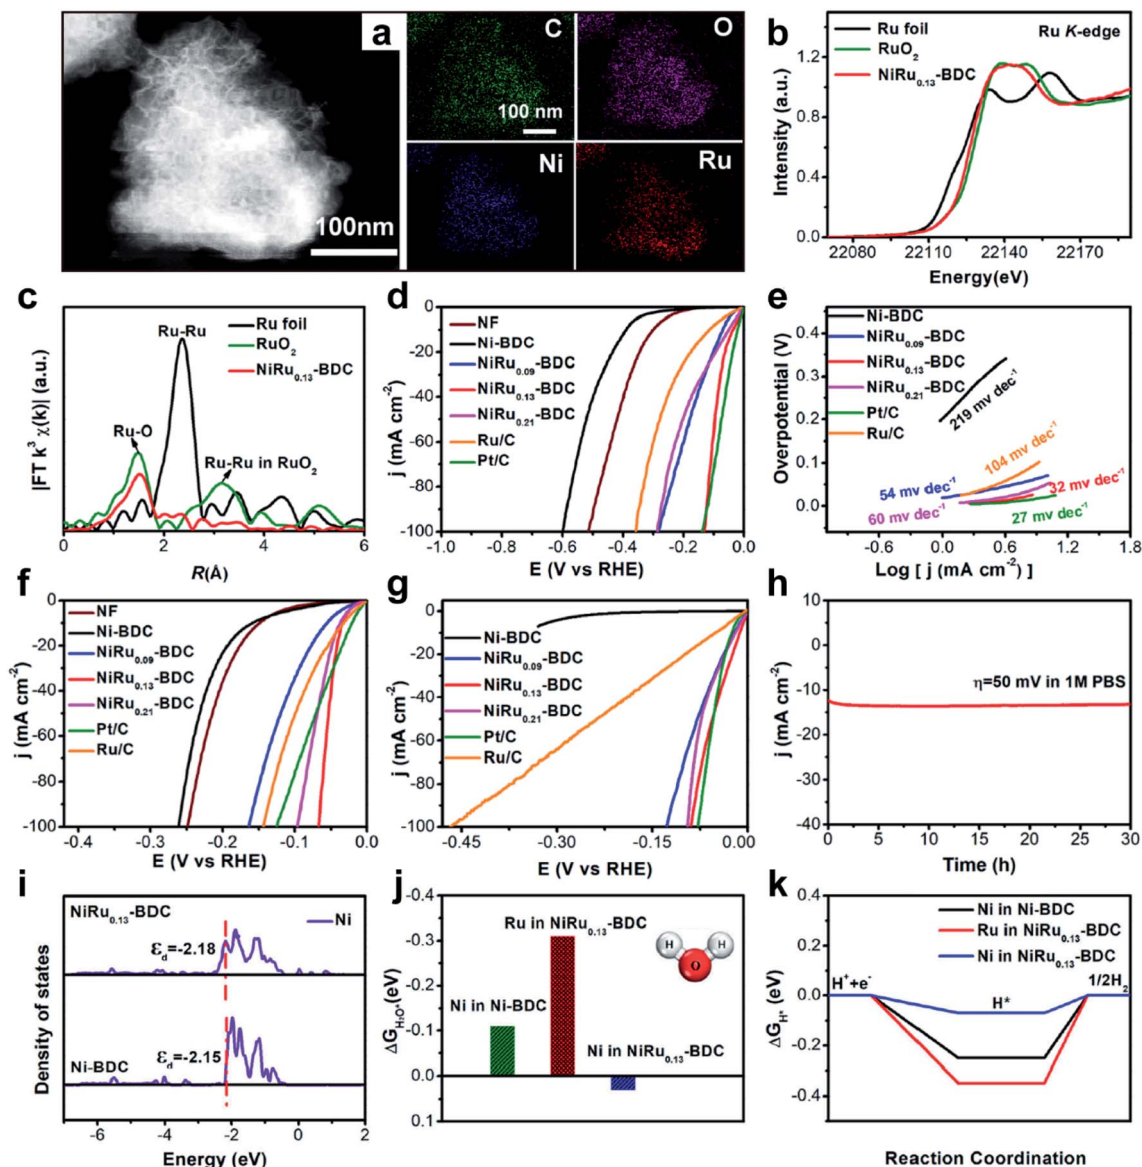 a
C
O
100 nm
Ni
Ru
100nm
b
Ru foil
RuO₂
NiRu₀.₁₃-BDC
Ru K-edge
Intensity (a.u.)
1.2
0.8
0.4
0.0
22080 22110 22140 22170
Energy(eV)
c
Ru-Ru
Ru foil
RuO₂
NiRu₀.₁₃-BDC
Ru-O
Ru-Ru in RuO₂
|FT k³ χ(k)| (a.u.)
0 2 4 6
R(Å)
d
NF
Ni-BDC
NiRu₀.₀₉-BDC
NiRu₀.₁₃-BDC
NiRu₀.₂₁-BDC
Ru/C
Pt/C
j (mA cm⁻²)
0
-20
-40
-60
-80
-100
-1.0 -0.8 -0.6 -0.4 -0.2 0.0
E (V vs RHE)
e
Ni-BDC
NiRu₀.₀₉-BDC
NiRu₀.₁₃-BDC
NiRu₀.₂₁-BDC
Pt/C
Ru/C
219 mv dec⁻¹
104 mv dec⁻¹
54 mv dec⁻¹
32 mv dec⁻¹
60 mv dec⁻¹
27 mv dec⁻¹
Overpotential (V)
0.4
0.3
0.2
0.1
0.0
-0.6 0.0 0.6 1.2 1.8
Log [ j (mA cm⁻²) ]
f
NF
Ni-BDC
NiRu₀.₀₉-BDC
NiRu₀.₁₃-BDC
NiRu₀.₂₁-BDC
Pt/C
Ru/C
j (mA cm⁻²)
0
-20
-40
-60
-80
-100
-0.4 -0.3 -0.2 -0.1 0.0
E (V vs RHE)
g
Ni-BDC
NiRu₀.₀₉-BDC
NiRu₀.₁₃-BDC
NiRu₀.₂₁-BDC
Pt/C
Ru/C
j (mA cm⁻²)
0
-20
-40
-60
-80
-100
-0.45 -0.30 -0.15 0.00
E (V vs RHE)
h
η=50 mV in 1M PBS
j (mA cm⁻²)
10
0
-10
-20
-30
-40
0 5 10 15 20 25 30
Time (h)
i
NiRu₀.₁₃-BDC
Ni
Ɛd=-2.18
Ɛd=-2.15
Ni-BDC
Density of states
-6 -4 -2 0 2
Energy (eV)
j
Ru in NiRu₀.₁₃-BDC
H H
O
Ni in Ni-BDC
Ni in NiRu₀.₁₃-BDC
ΔG_H₂O* (eV)
-0.4
-0.3
-0.2
-0.1
0.0
0.1
k
Ni in Ni-BDC
Ru in NiRu₀.₁₃-BDC
Ni in NiRu₀.₁₃-BDC
H⁺+e⁻
H*
1/2H₂
ΔG_H* (eV)
0.4
0.2
0.0
-0.2
-0.4
Reaction Coordination